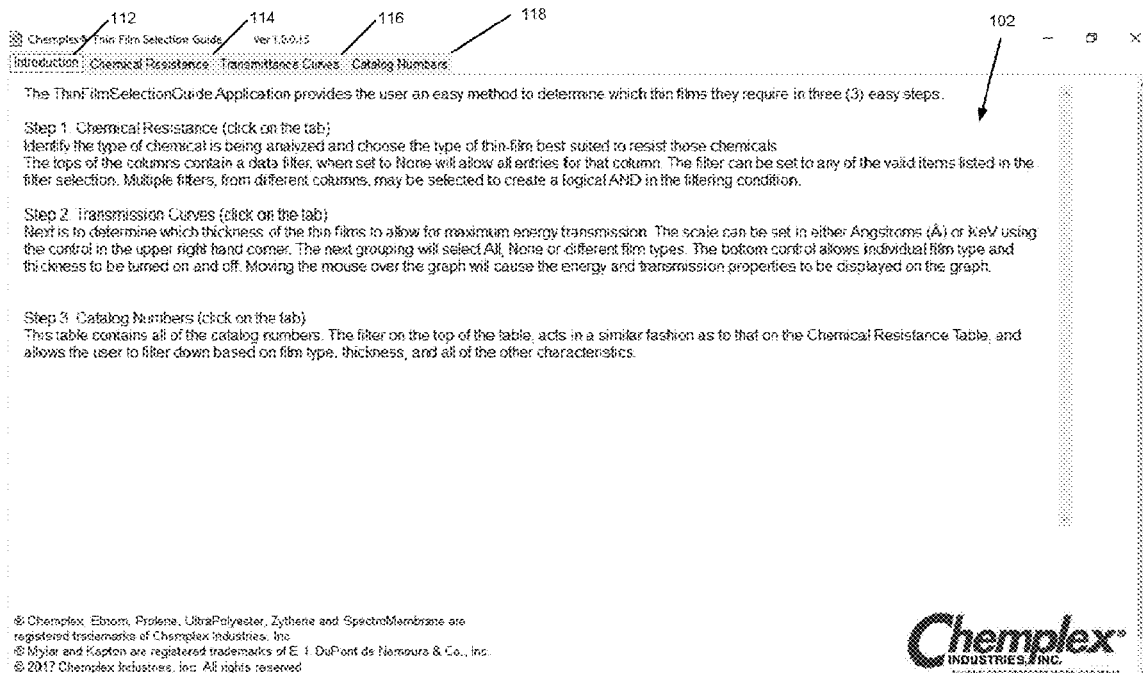 112 114 116 118 102
Chemplex® Thin Film Selection Guide ver 1.0.0.15
Introduction Chemical Resistance Transmittance Curves Catalog Numbers
The ThinFilmSelectionGuide Application provides the user an easy method to determine which thin films they require in three (3) easy steps.
Step 1. Chemical Resistance (click on the tab)
Identify the type of chemical is being analyzed and choose the type of thin-film best suited to resist those chemicals
The tops of the columns contain a data filter, when set to None will allow all entries for that column. The filter can be set to any of the valid items listed in the
filter selection. Multiple filters, from different columns, may be selected to create a logical AND in the filtering condition.
Step 2. Transmission Curves (click on the tab)
Next is to determine which thickness of the thin films to allow for maximum energy transmission. The scale can be set in either Angstroms (Å) or KeV using
the control in the upper right hand corner. The next grouping will select All, None or different film types. The bottom control allows individual film type and
thickness to be turned on and off. Moving the mouse over the graph will cause the energy and transmission properties to be displayed on the graph.
Step 3. Catalog Numbers (click on the tab)
This table contains all of the catalog numbers. The filter on the top of the table, acts in a similar fashion as to that on the Chemical Resistance Table, and
allows the user to filter down based on film type, thickness, and all of the other characteristics.
® Chemplex, Etnom, Prolene, UltraPolyester, Zythene and SpectroMembrane are
registered trademarks of Chemplex Industries, Inc
® Mylar and Kapton are registered trademarks of E. I. DuPont de Nemours & Co., Inc.
© 2017 Chemplex Industries, Inc. All rights reserved
Chemplex®
INDUSTRIES, INC.